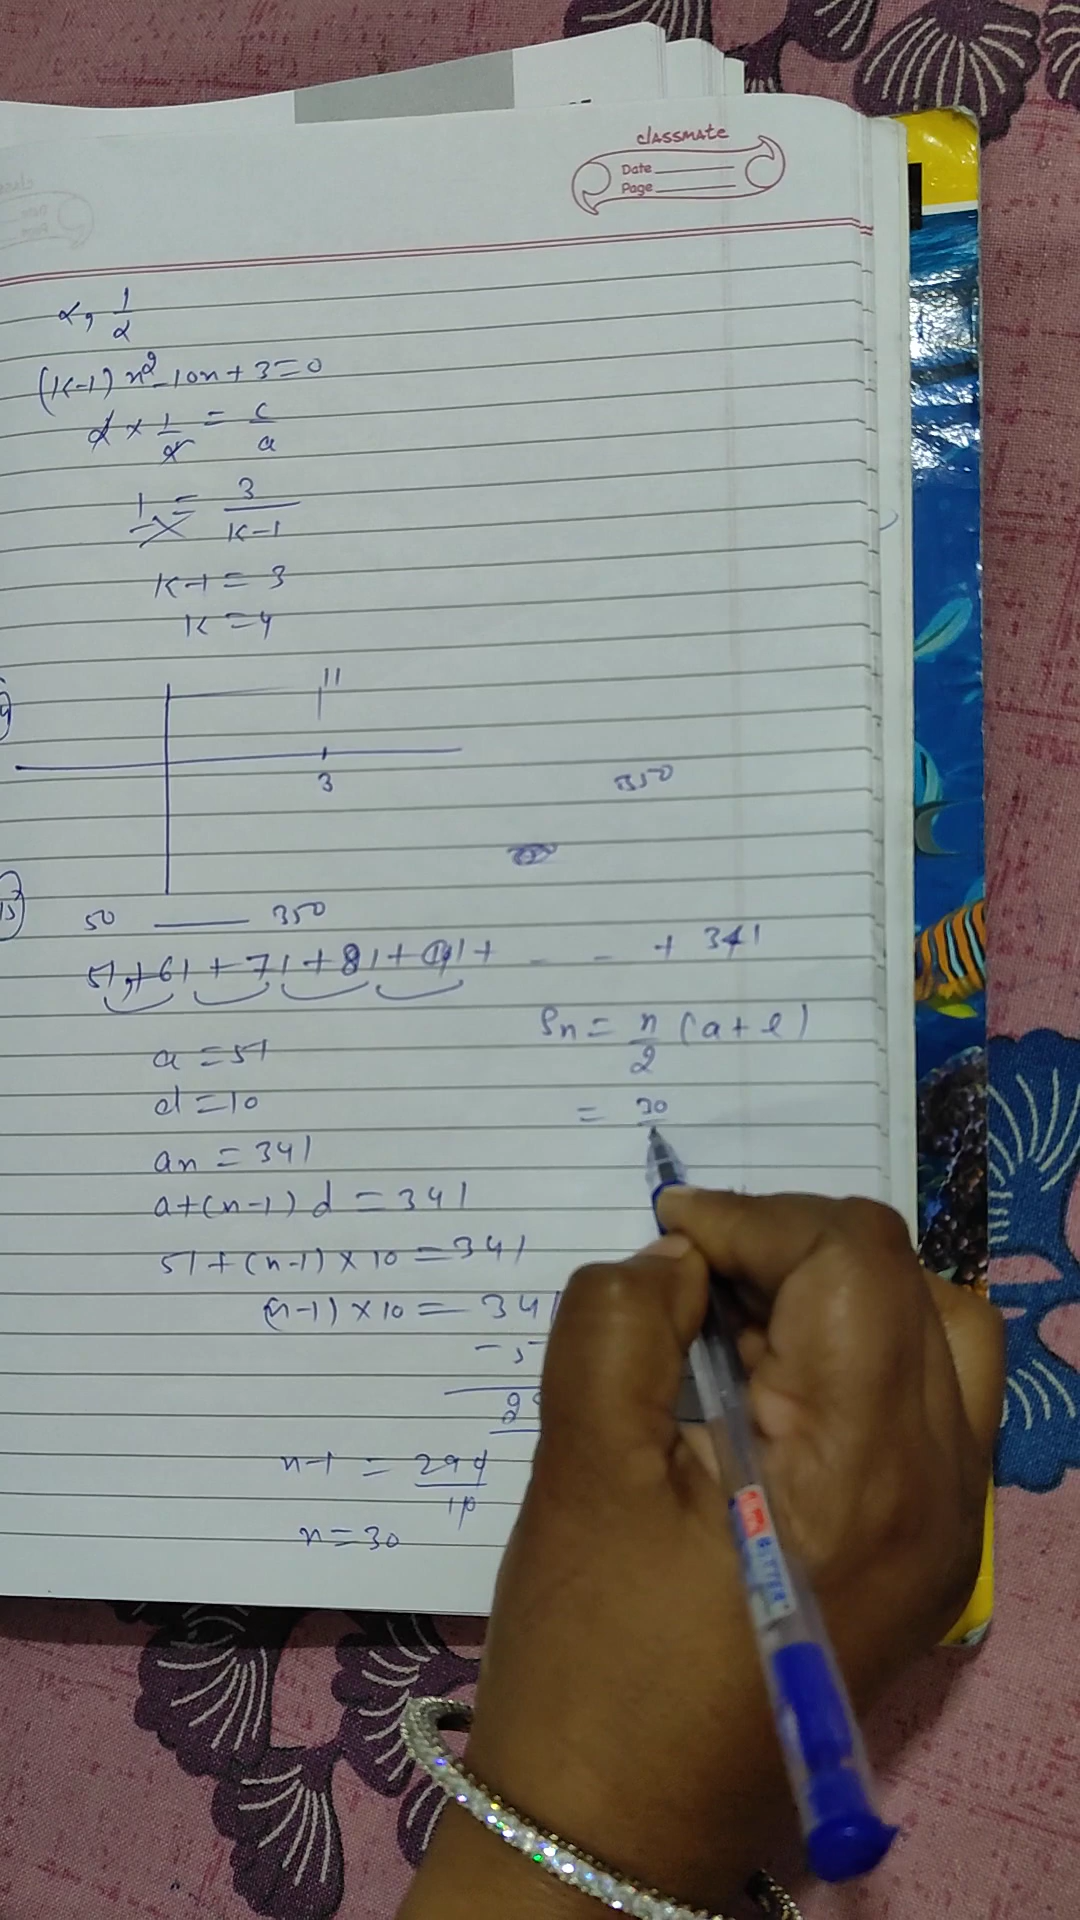 classmate
Date
Page
α, 1/α
(k-1) x² - 10x + 3 = 0
α × 1/α = c/a
1 = 3/k-1
k-1 = 3
k = 4
11
3
350
15
50 —— 350
51, + 61 + 71 + 81 + 91 + - - + 341
a = 51
d = 10
an = 341
a+(n-1) d = 341
51 + (n-1) × 10 = 341
(n-1) × 10 = 341
n-1 = 290/10
n = 30
Sn = n/2 (a + l)
= 30